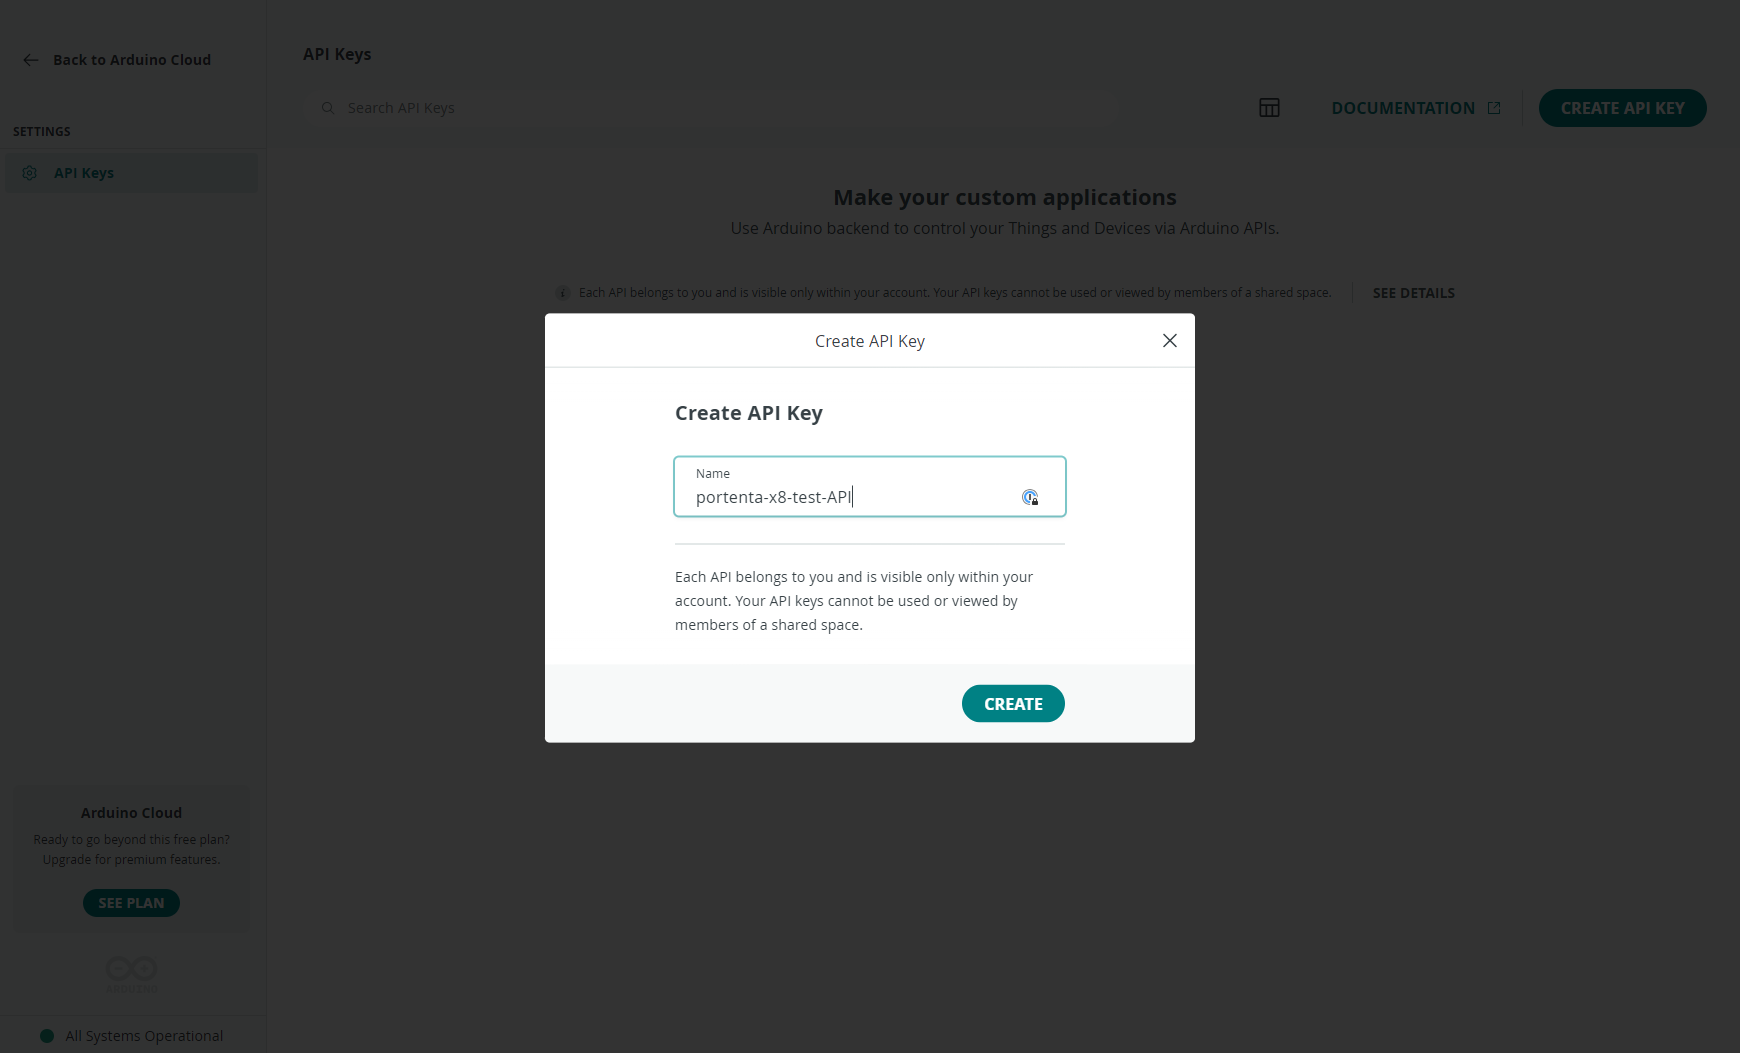 Back to Arduino Cloud
SETTINGS
API Keys
Arduino Cloud
Ready to go beyond this free plan?
Upgrade for premium features.
SEE PLAN
ARDUINO
All Systems Operational
API Keys
Search API Keys
DOCUMENTATION
CREATE API KEY
Make your custom applications
Use Arduino backend to control your Things and Devices via Arduino APIs.
Each API belongs to you and is visible only within your account. Your API keys cannot be used or viewed by members of a shared space.
SEE DETAILS
Create API Key
Create API Key
Name
portenta-x8-test-API
Each API belongs to you and is visible only within your
account. Your API keys cannot be used or viewed by
members of a shared space.
CREATE